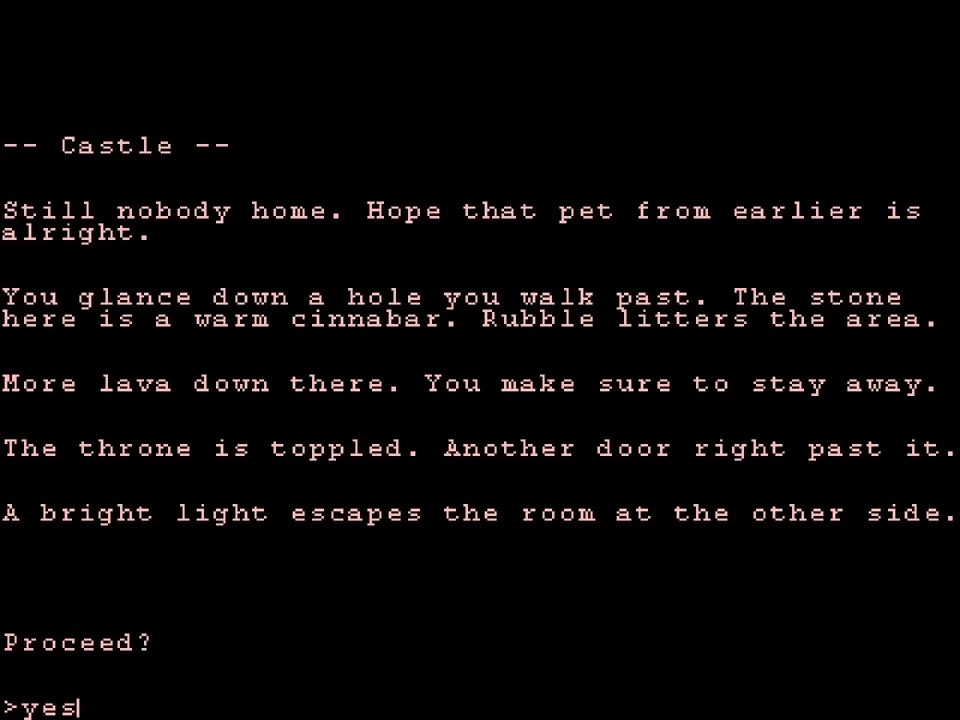 -- Castle --
Still nobody home. Hope that pet from earlier is
alright.
You glance down a hole you walk past. The stone
here is a warm cinnabar. Rubble litters the area.
More lava down there. You make sure to stay away.
The throne is toppled. Another door right past it.
A bright light escapes the room at the other side.
Proceed?
>yes